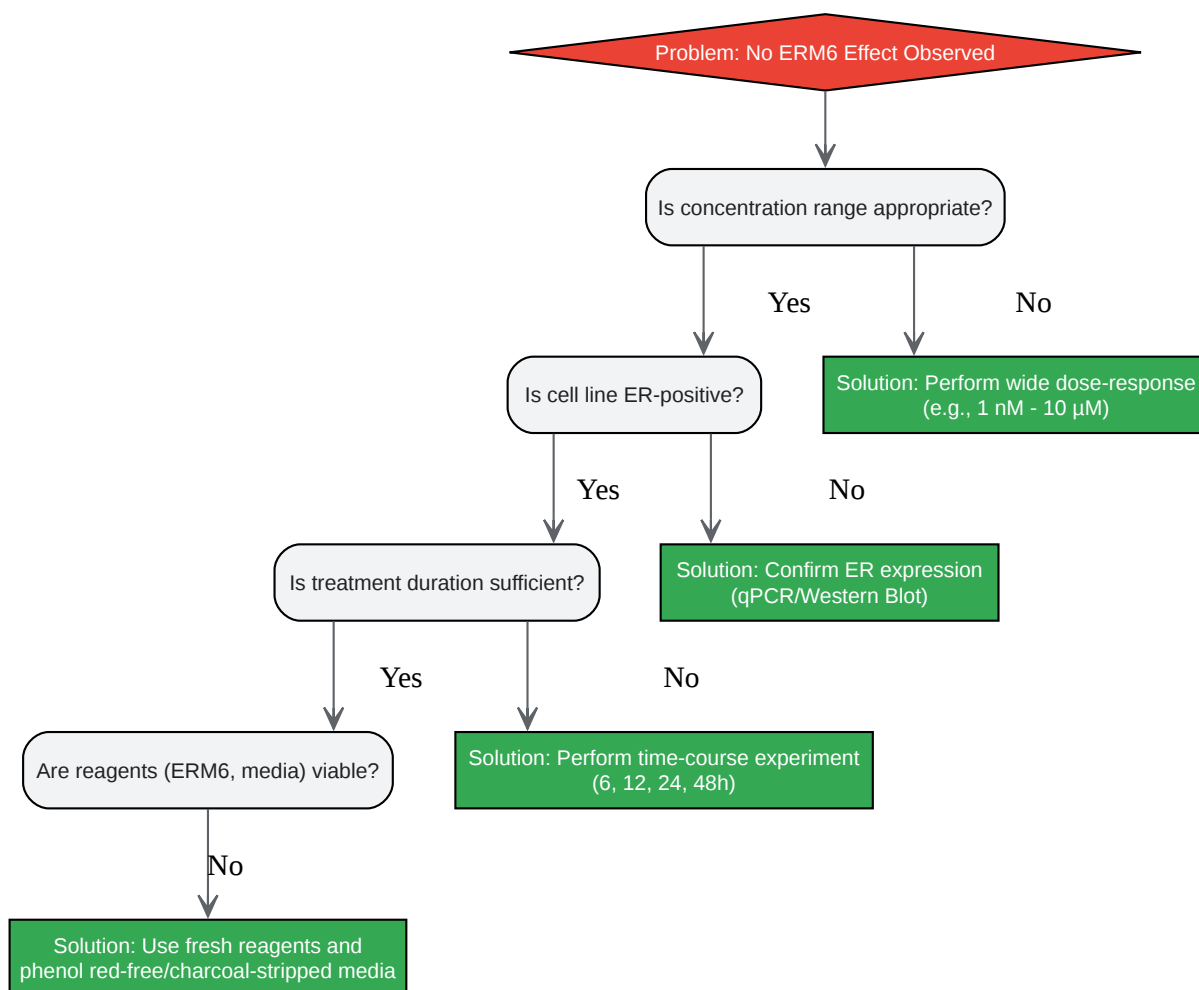 Problem: No ERM6 Effect Observed
Is concentration range appropriate?
Yes
No
Is cell line ER-positive?
Solution: Perform wide dose-response
(e.g., 1 nM - 10 µM)
Yes
No
Is treatment duration sufficient?
Solution: Confirm ER expression
(qPCR/Western Blot)
Yes
No
Are reagents (ERM6, media) viable?
Solution: Perform time-course experiment
(6, 12, 24, 48h)
No
Solution: Use fresh reagents and
phenol red-free/charcoal-stripped media